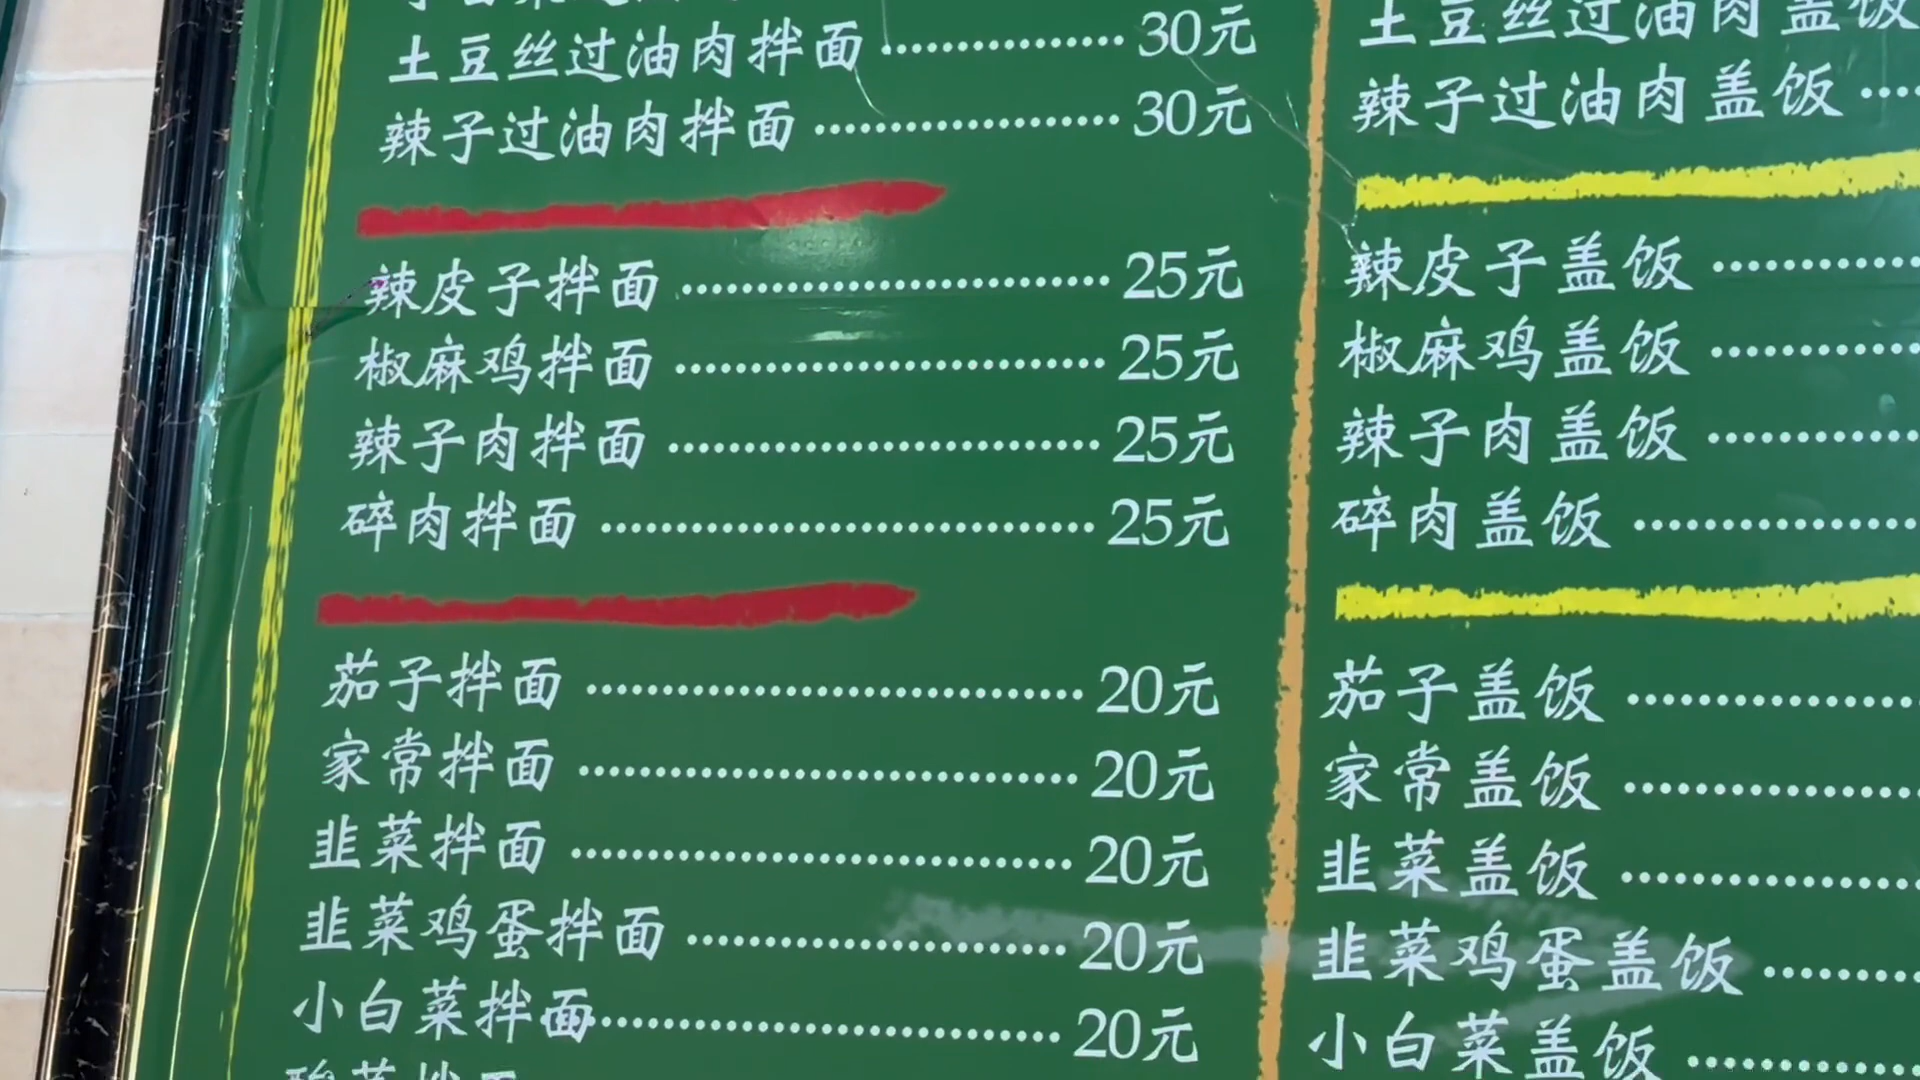 土豆丝过油肉拌面 30元
辣子过油肉拌面 30元
辣皮子拌面 25元
椒麻鸡拌面 25元
辣子肉拌面 25元
碎肉拌面 25元
茄子拌面 20元
家常拌面 20元
韭菜拌面 20元
韭菜鸡蛋拌面 20元
小白菜拌面 20元
土豆丝过油肉盖饭
辣子过油肉盖饭
辣皮子盖饭
椒麻鸡盖饭
辣子肉盖饭
碎肉盖饭
茄子盖饭
家常盖饭
韭菜盖饭
韭菜鸡蛋盖饭
小白菜盖饭